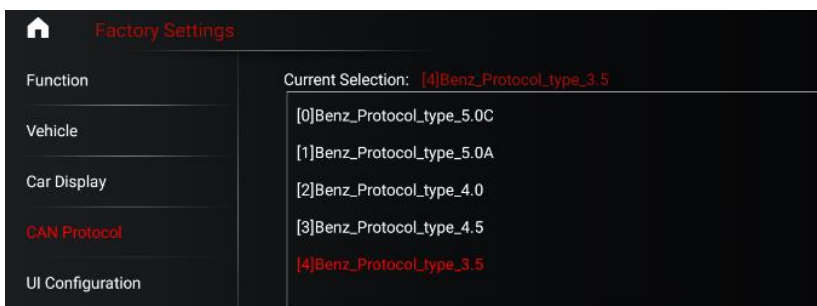 Factory Settings
Function
Vehicle
Car Display
CAN Protocol
UI Configuration
Current Selection: [4]Benz_Protocol_type_3.5
[0]Benz_Protocol_type_5.0C
[1]Benz_Protocol_type_5.0A
[2]Benz_Protocol_type_4.0
[3]Benz_Protocol_type_4.5
[4]Benz_Protocol_type_3.5